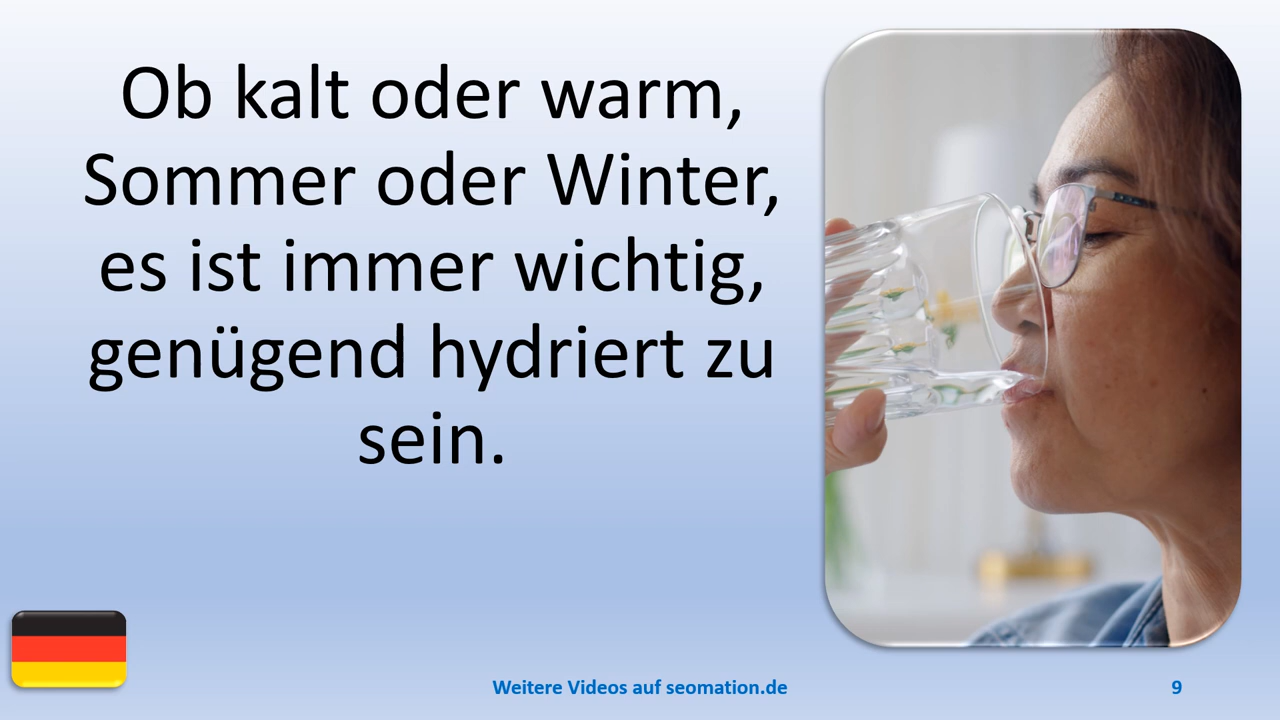 Ob kalt oder warm,
Sommer oder Winter,
es ist immer wichtig,
genügend hydriert zu
sein.
Weitere Videos auf seomation.de
9